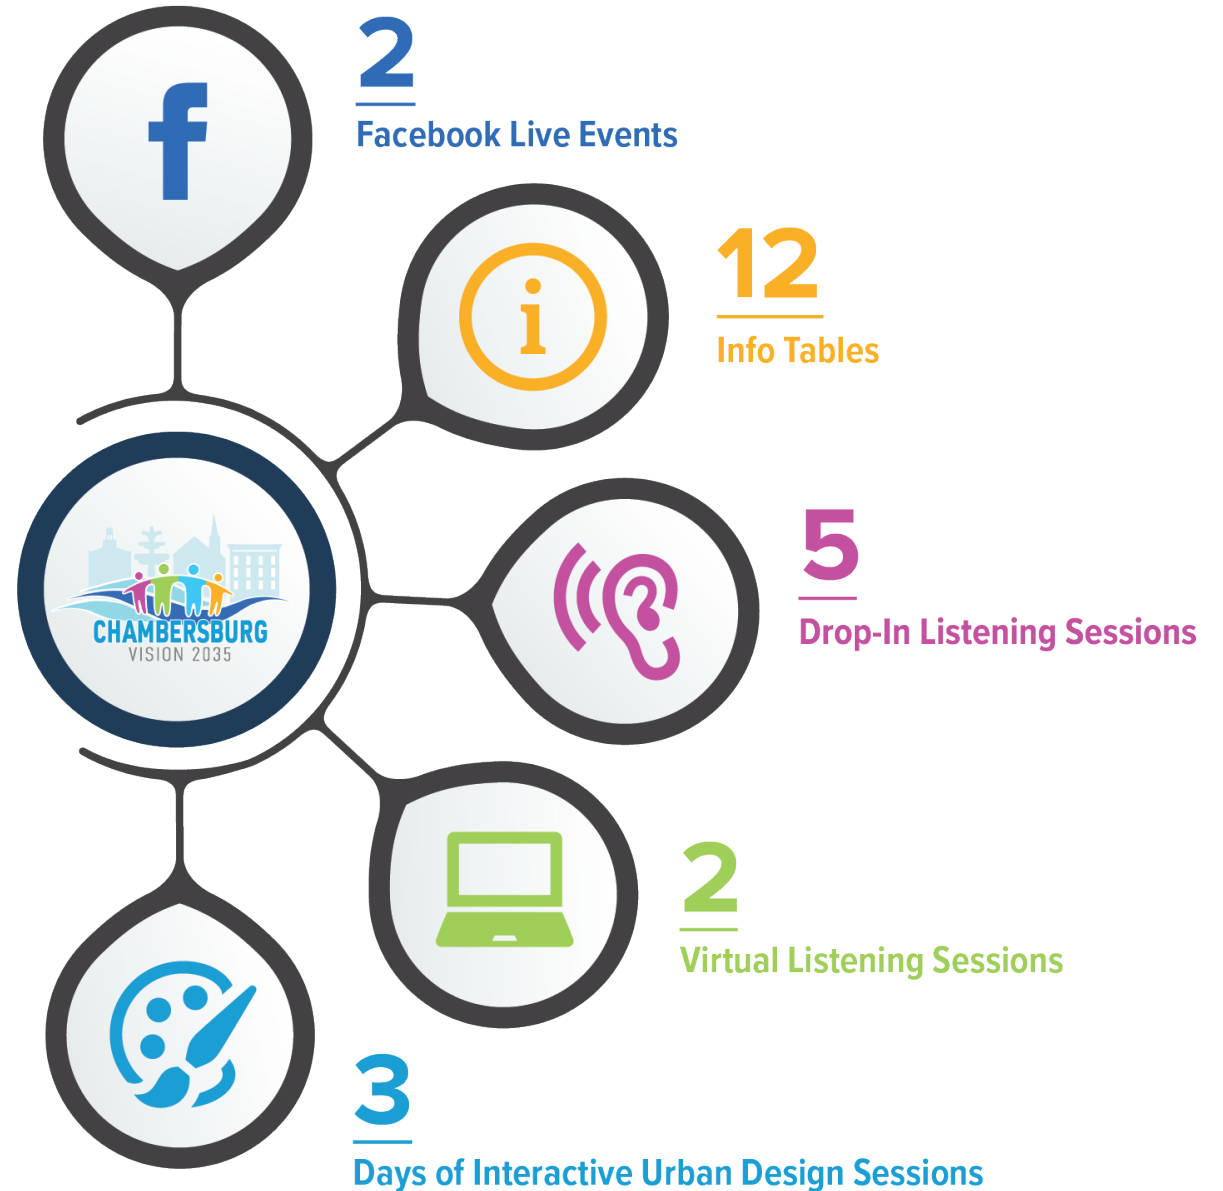 2
Facebook Live Events
12
Info Tables
5
Drop-In Listening Sessions
CHAMBERSBURG
VISION 2035
2
Virtual Listening Sessions
3
Days of Interactive Urban Design Sessions